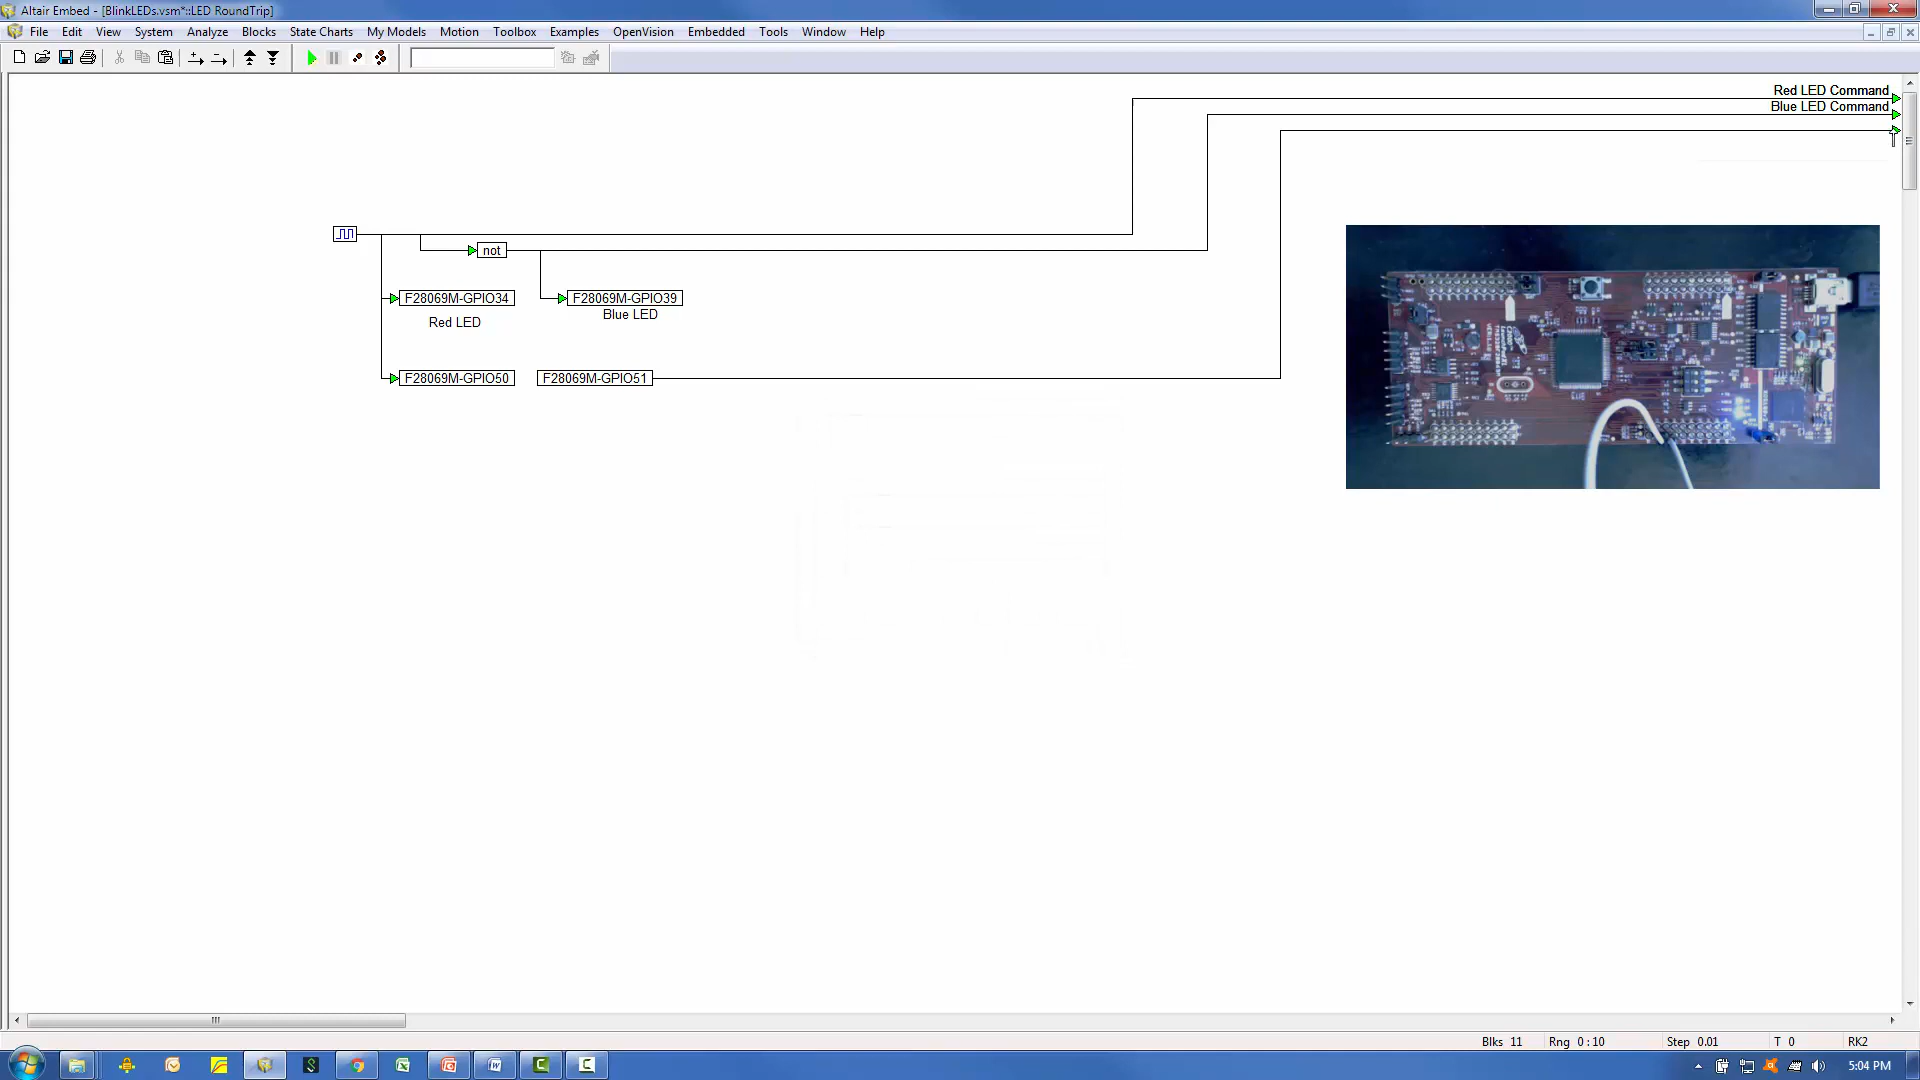 Altair Embed - [BlinkLEDs.vsm*::LED RoundTrip]
File Edit View System Analyze Blocks State Charts My Models Motion Toolbox Examples OpenVision Embedded Tools Window Help
Red LED Command
Blue LED Command
not
F28069M-GPIO34
F28069M-GPIO39
Red LED
Blue LED
F28069M-GPIO50
F28069M-GPIO51
Blks 11
Rng 0 : 10
Step 0.01
T 0
RK2
5:04 PM